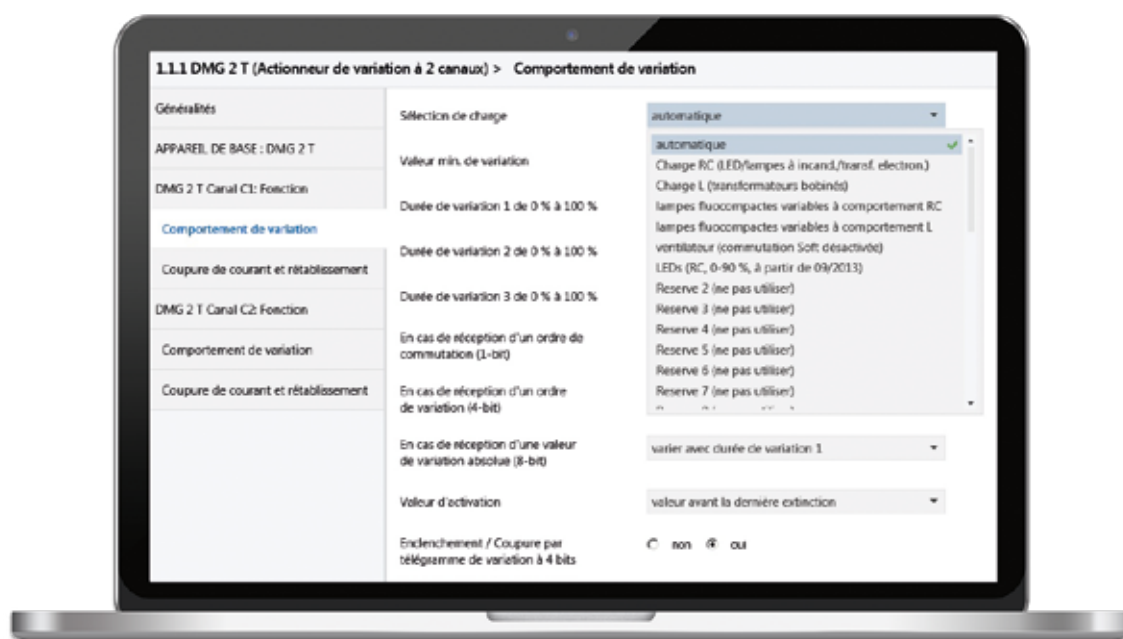 1.1.1 DMG 2 T (Actionneur de variation à 2 canaux) > Comportement de variation
Généralités
APPAREIL DE BASE : DMG 2 T
DMG 2 T Canal C1: Fonction
Comportement de variation
Coupure de courant et rétablissement
DMG 2 T Canal C2: Fonction
Comportement de variation
Coupure de courant et rétablissement
Sélection de charge
automatique
automatique
Charge RC (LED/lampes à incand./transf. electron.)
Charge L (transformateurs bobinés)
lampes fluocompactes variables à comportement RC
lampes fluocompactes variables à comportement L
ventilateur (commutation Soft désactivée)
LEDs (RC, 0-90 %, à partir de 09/2013)
Reserve 2 (ne pas utiliser)
Reserve 3 (ne pas utiliser)
Reserve 4 (ne pas utiliser)
Reserve 5 (ne pas utiliser)
Reserve 6 (ne pas utiliser)
Reserve 7 (ne pas utiliser)
Valeur min. de variation
Durée de variation 1 de 0 % à 100 %
Durée de variation 2 de 0 % à 100 %
Durée de variation 3 de 0 % à 100 %
En cas de réception d'un ordre de
commutation (1-bit)
En cas de réception d'un ordre
de variation (4-bit)
En cas de réception d'une valeur
de variation absolue (8-bit)
varier avec durée de variation 1
Valeur d'activation
valeur avant la dernière extinction
Enclenchement / Coupure par
télégramme de variation à 4 bits
non oui